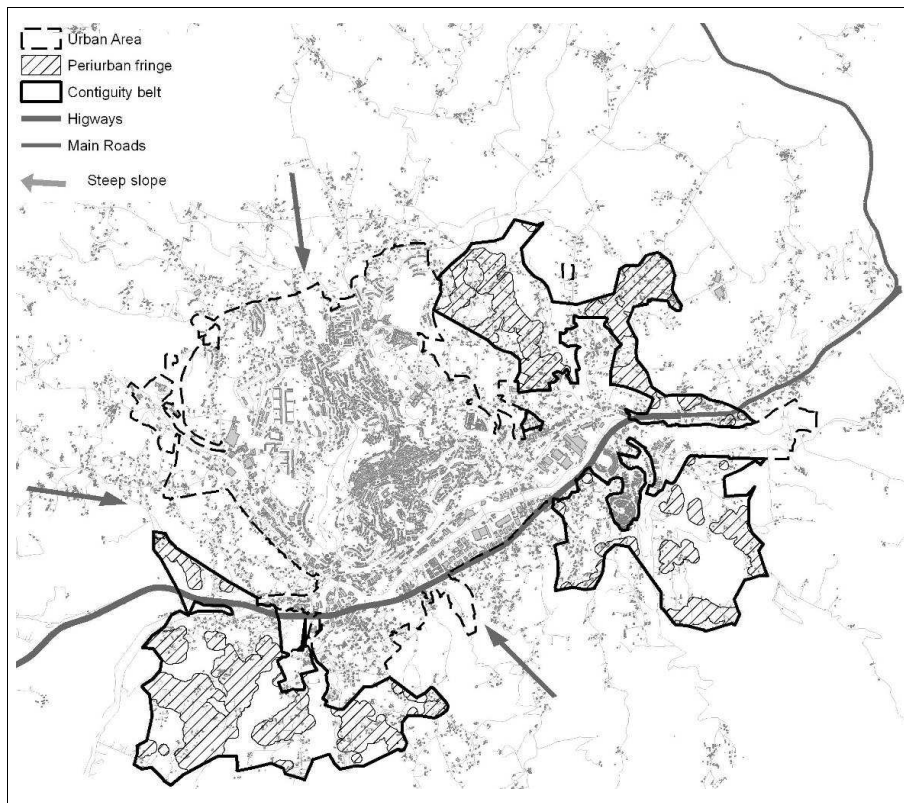 Urban Area
Periurban fringe
Contiguity belt
Higways
Main Roads
Steep slope